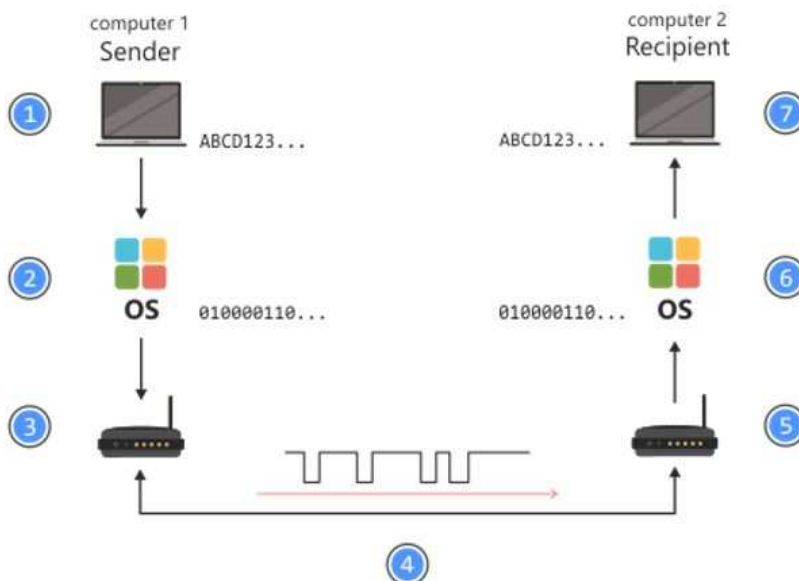 computer 1
Sender
computer 2
Recipient
1
ABCD123...
ABCD123...
7
2
OS
010000110...
010000110...
OS
6
3
5
4